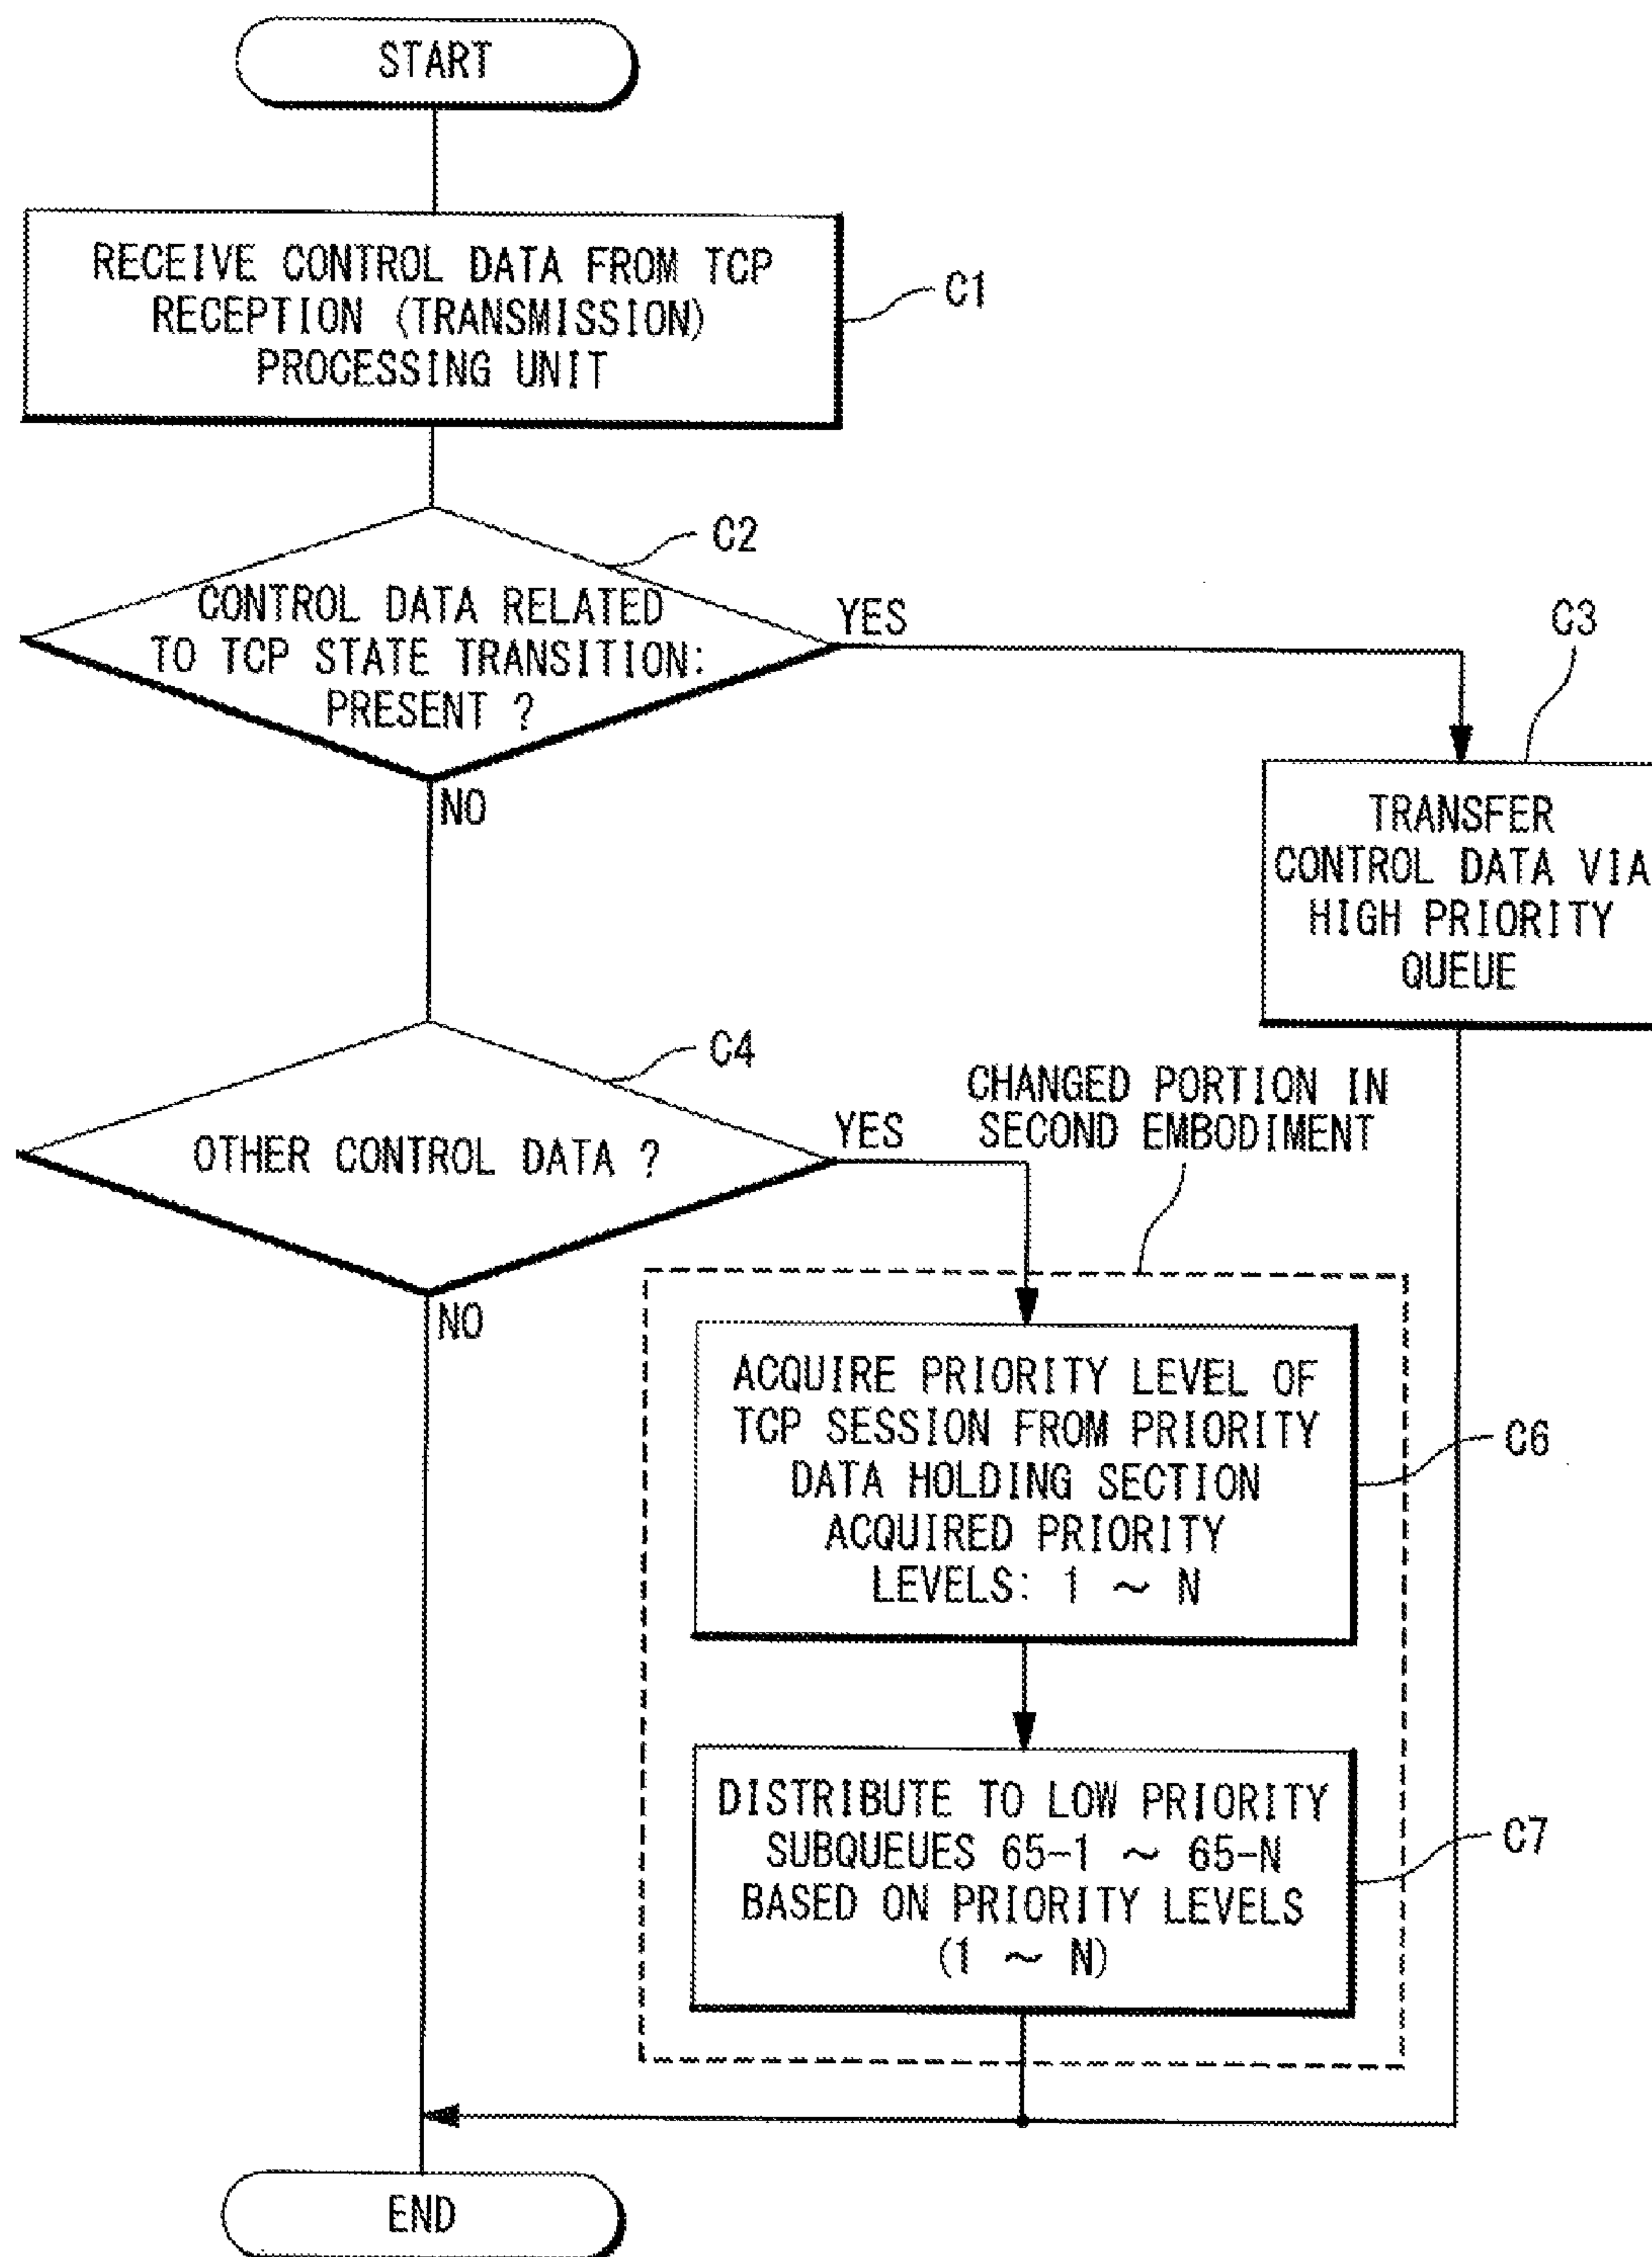 START
RECEIVE CONTROL DATA FROM TCP
RECEPTION (TRANSMISSION)
PROCESSING UNIT
C1
C2
CONTROL DATA RELATED
TO TCP STATE TRANSITION:
PRESENT ?
YES
NO
C3
TRANSFER
CONTROL DATA VIA
HIGH PRIORITY
QUEUE
C4
OTHER CONTROL DATA ?
YES
NO
CHANGED PORTION IN
SECOND EMBODIMENT
ACQUIRE PRIORITY LEVEL OF
TCP SESSION FROM PRIORITY
DATA HOLDING SECTION
ACQUIRED PRIORITY
LEVELS: 1 ~ N
C6
DISTRIBUTE TO LOW PRIORITY
SUBQUEUES 65-1 ~ 65-N
BASED ON PRIORITY LEVELS
(1 ~ N)
C7
END